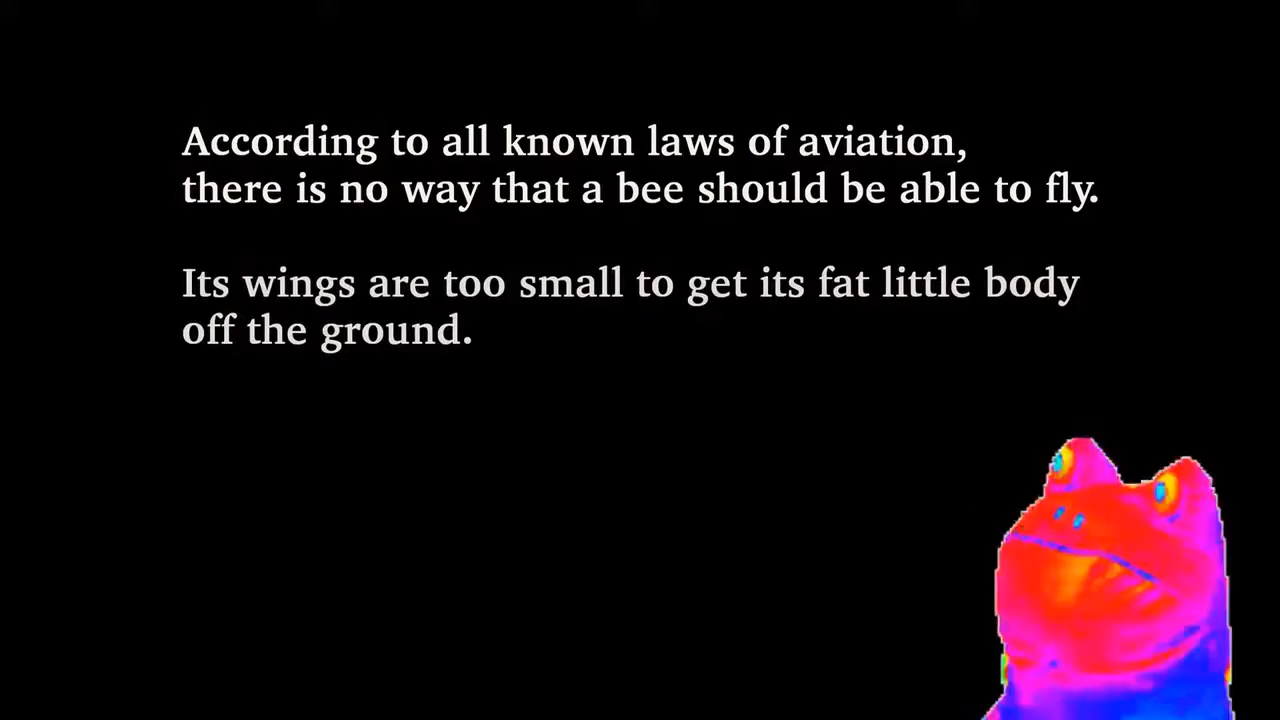 According to all known laws of aviation,
there is no way that a bee should be able to fly.
Its wings are too small to get its fat little body
off the ground.